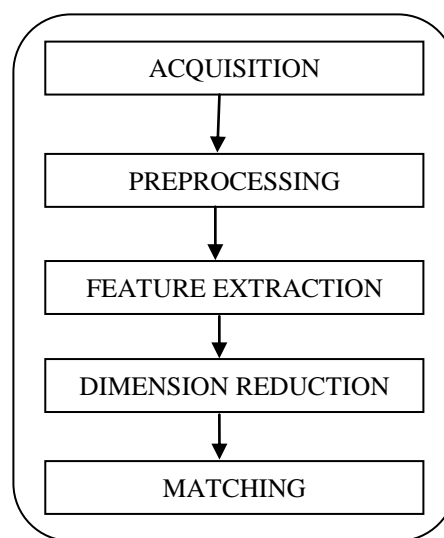 ACQUISITION
PREPROCESSING
FEATURE EXTRACTION
DIMENSION REDUCTION
MATCHING